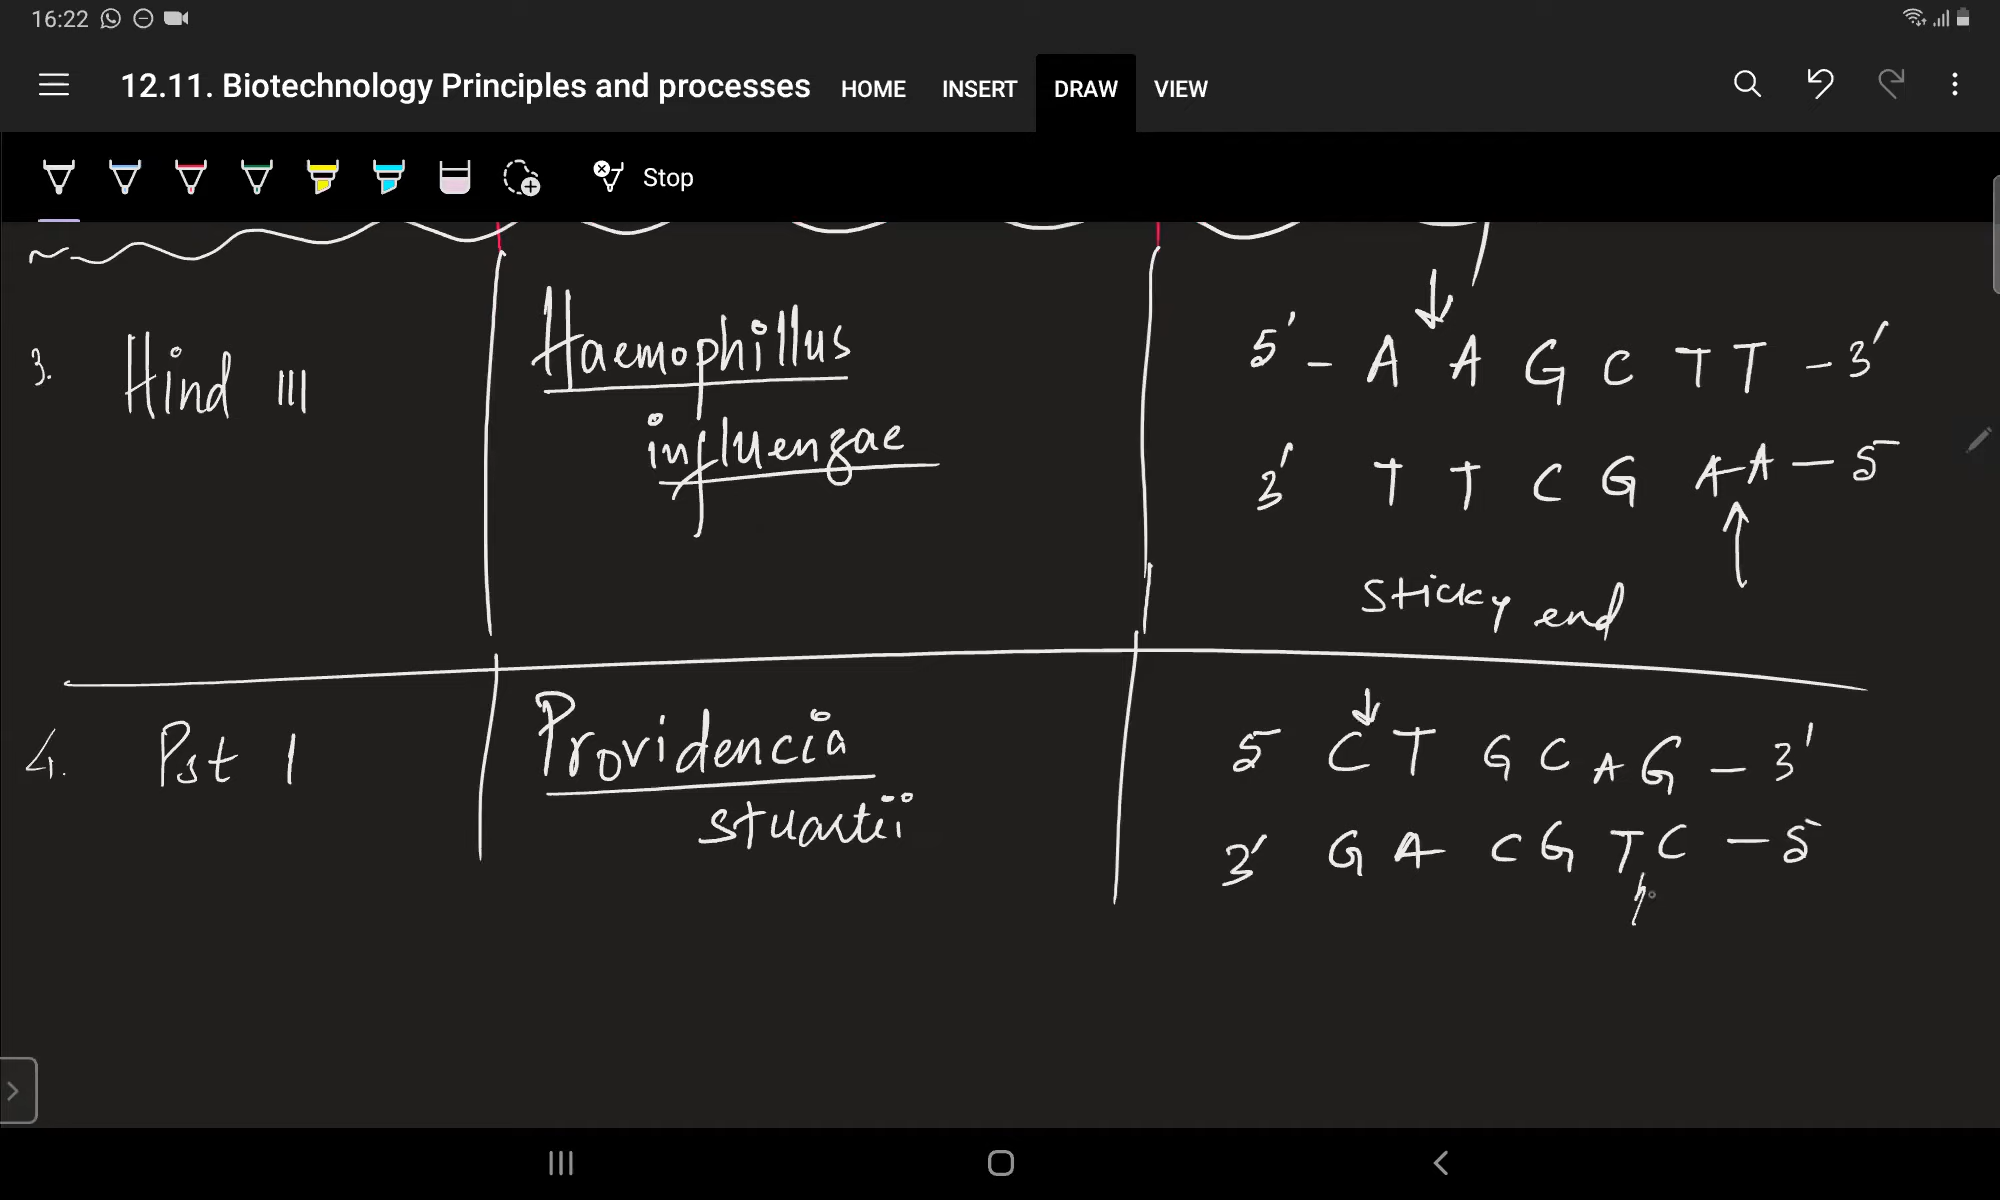 16:22
12.11. Biotechnology Principles and processes HOME INSERT DRAW VIEW
Stop
3. Hind III
Haemophillus
influenzae
5' - A A G C T T - 3'
3' T T C G A A - 5
Sticky end
4. Pst I
Providencia
stuartii
5 C T G C A G - 3'
3' G A C G T C - 5